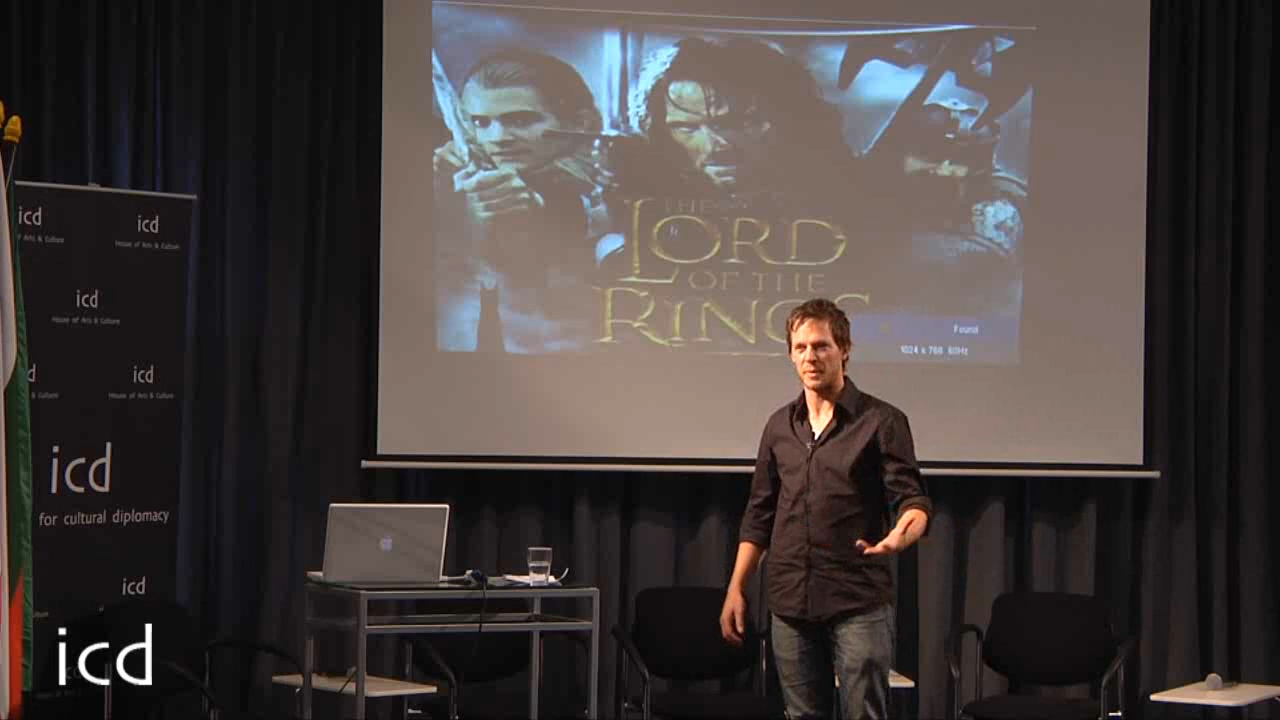 THE
LORD
OF THE
RINGS
Found
1024 x 768 60Hz
icd
House of Arts & Culture
icd
House of Arts & Culture
icd
House of Arts & Culture
icd
House of Arts & Culture
icd
for cultural diplomacy
icd
icd